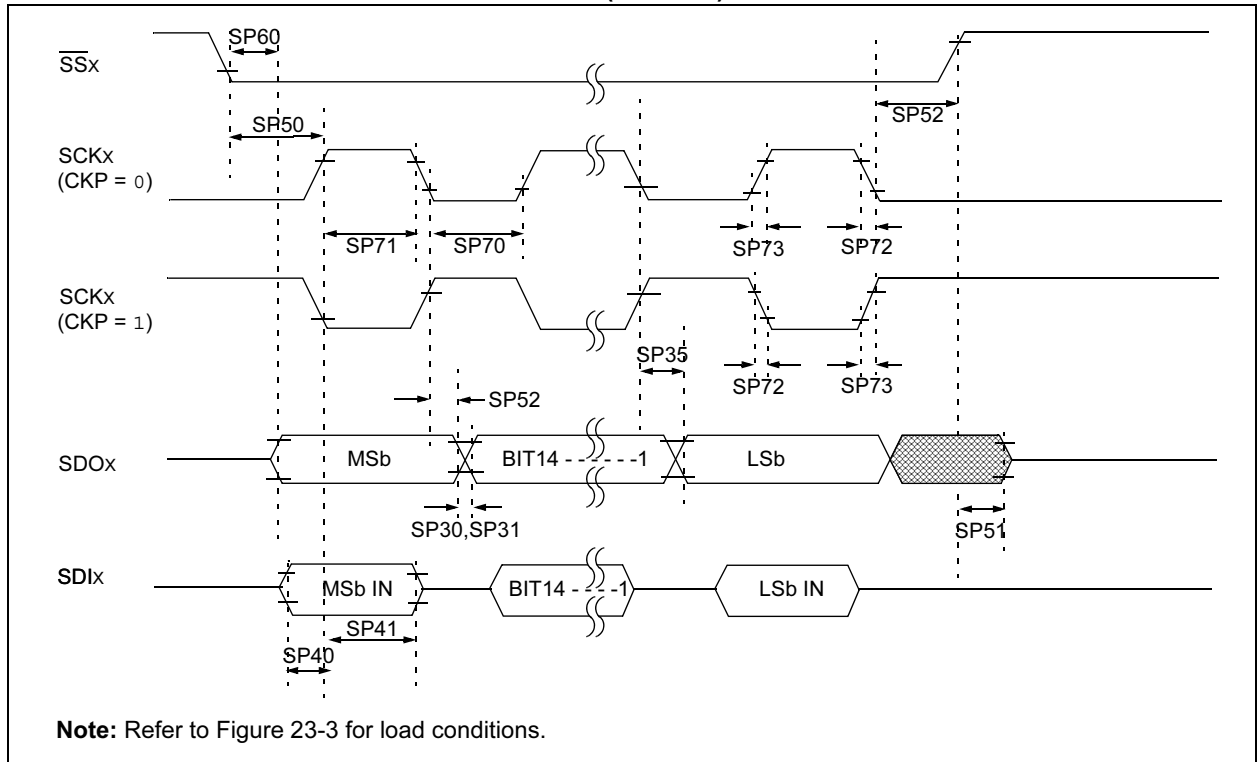 SP60
SSx
SP50
SP52
SCKx
(CKP = 0)
SP71
SP70
SP73
SP72
SCKx
(CKP = 1)
SP35
SP72
SP73
SP52
SDOx
MSb
BIT14 - - - - - -1
LSb
SP30,SP31
SP51
SDIx
MSb IN
BIT14 - - - -1
LSb IN
SP41
SP40
Note: Refer to Figure 23-3 for load conditions.